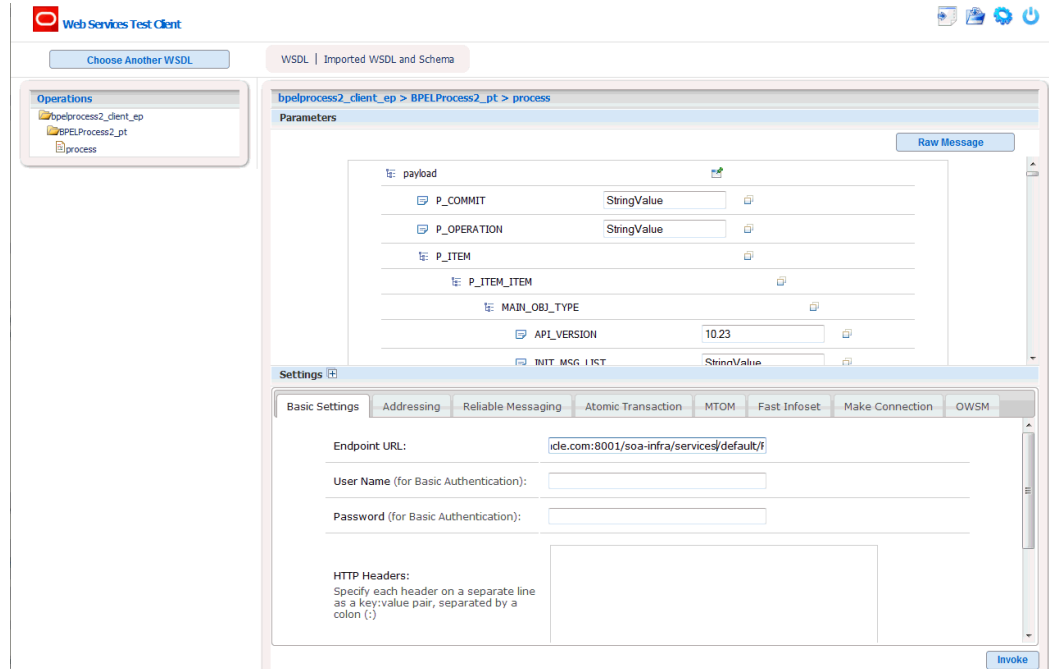 Web Services Test Client
Choose Another WSDL
WSDL | Imported WSDL and Schema
Operations
bpelprocess2_client_ep
BPELProcess2_pt
process
bpelprocess2_client_ep > BPELProcess2_pt > process
Parameters
Raw Message
payload
P_COMMIT StringValue
P_OPERATION StringValue
P_ITEM
P_ITEM_ITEM
MAIN_OBJ_TYPE
API_VERSION 10.23
INIT_MSG_LIST StringValue
Settings
Basic Settings Addressing Reliable Messaging Atomic Transaction MTOM Fast Infoset Make Connection OWSM
Endpoint URL: icle.com:8001/soa-infra/services/default/F
User Name (for Basic Authentication):
Password (for Basic Authentication):
HTTP Headers:
Specify each header on a separate line
as a key:value pair, separated by a
colon (:)
Invoke